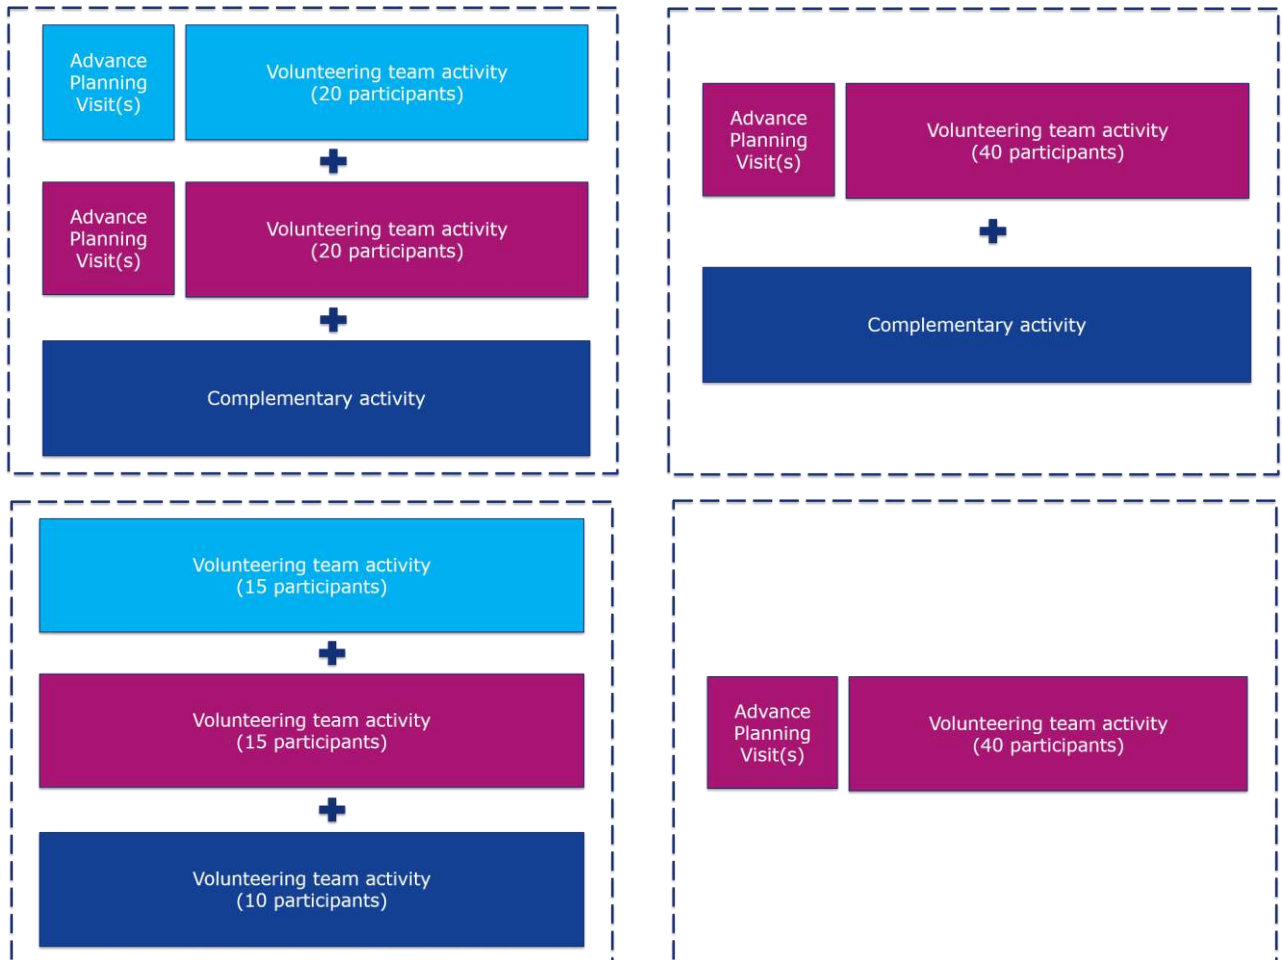 Advance
Planning
Visit(s)
Volunteering team activity
(20 participants)
Advance
Planning
Visit(s)
Volunteering team activity
(20 participants)
Complementary activity
Advance
Planning
Visit(s)
Volunteering team activity
(40 participants)
Complementary activity
Volunteering team activity
(15 participants)
Volunteering team activity
(15 participants)
Volunteering team activity
(10 participants)
Advance
Planning
Visit(s)
Volunteering team activity
(40 participants)